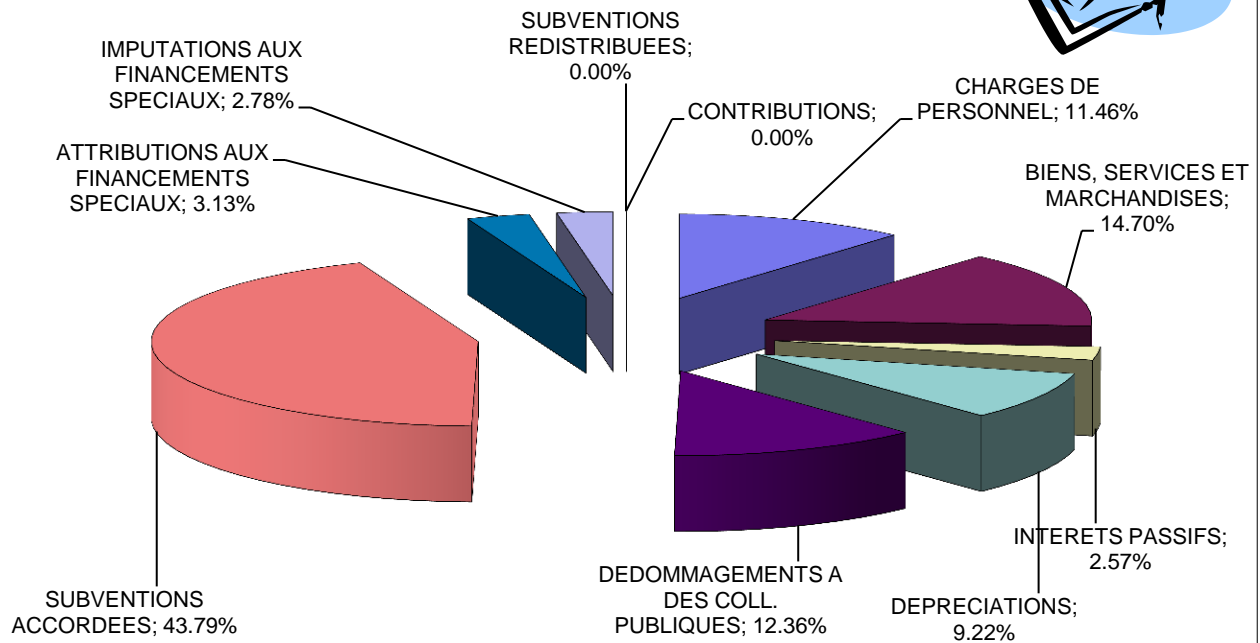 SUBVENTIONS
REDISTRIBUEES;
0.00%
IMPUTATIONS AUX
FINANCEMENTS
SPECIAUX; 2.78%
CONTRIBUTIONS;
0.00%
CHARGES DE
PERSONNEL; 11.46%
ATTRIBUTIONS AUX
FINANCEMENTS
SPECIAUX; 3.13%
BIENS, SERVICES ET
MARCHANDISES;
14.70%
INTERETS PASSIFS;
2.57%
DEDOMMAGEMENTS A
DES COLL.
PUBLIQUES; 12.36%
DEPRECIATIONS;
9.22%
SUBVENTIONS
ACCORDEES; 43.79%